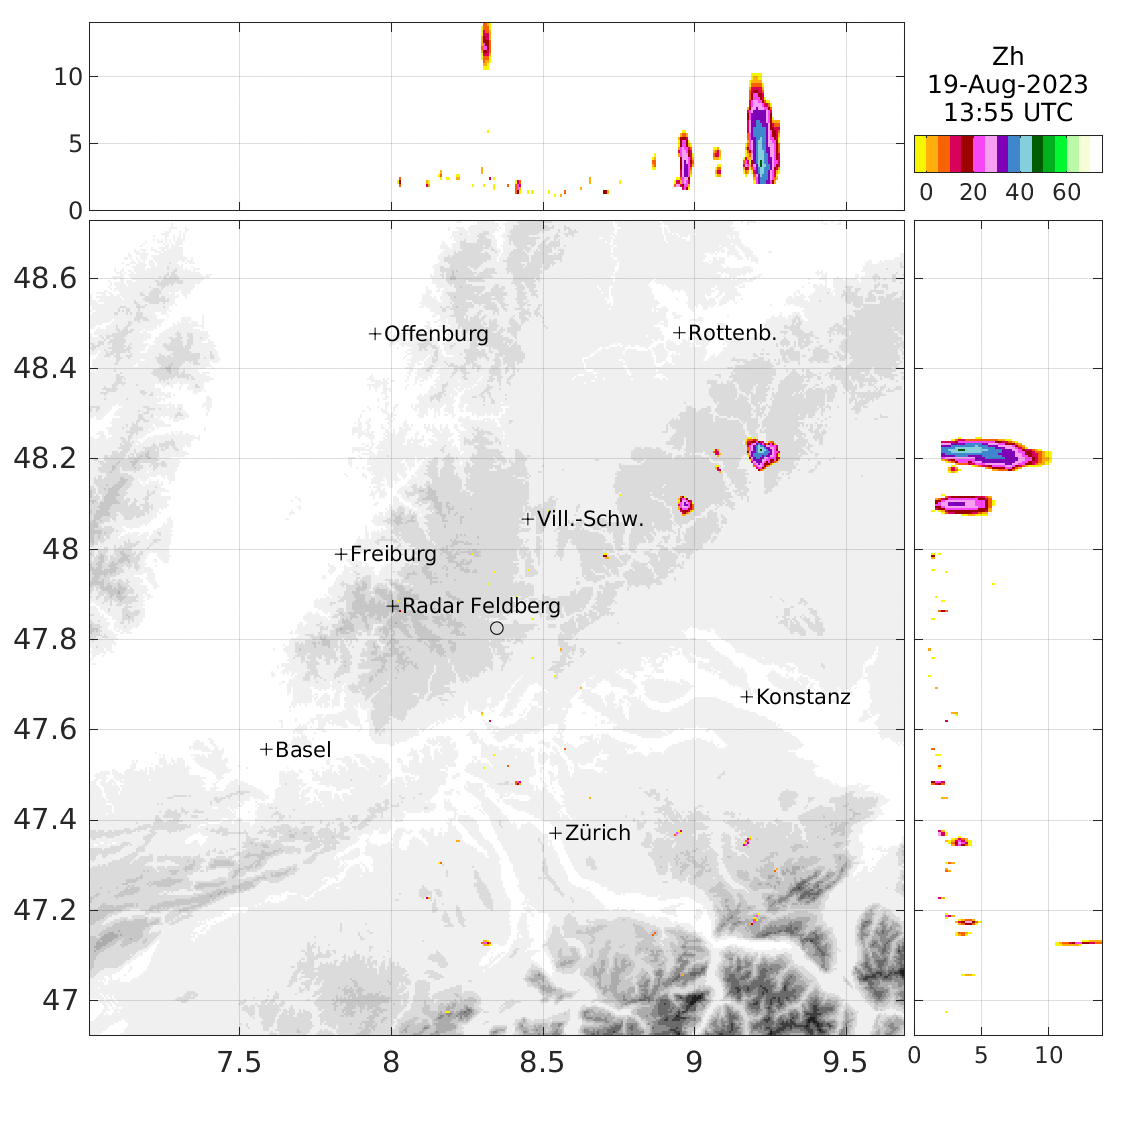 10
5
0
Zh
19-Aug-2023
13:55 UTC
0 20 40 60
48.6
48.4
48.2
48
47.8
47.6
47.4
47.2
47
+Offenburg
+Rottenb.
+Vill.-Schw.
+Freiburg
+Radar Feldberg
+Konstanz
+Basel
+Zürich
7.5 8 8.5 9 9.5
0 5 10